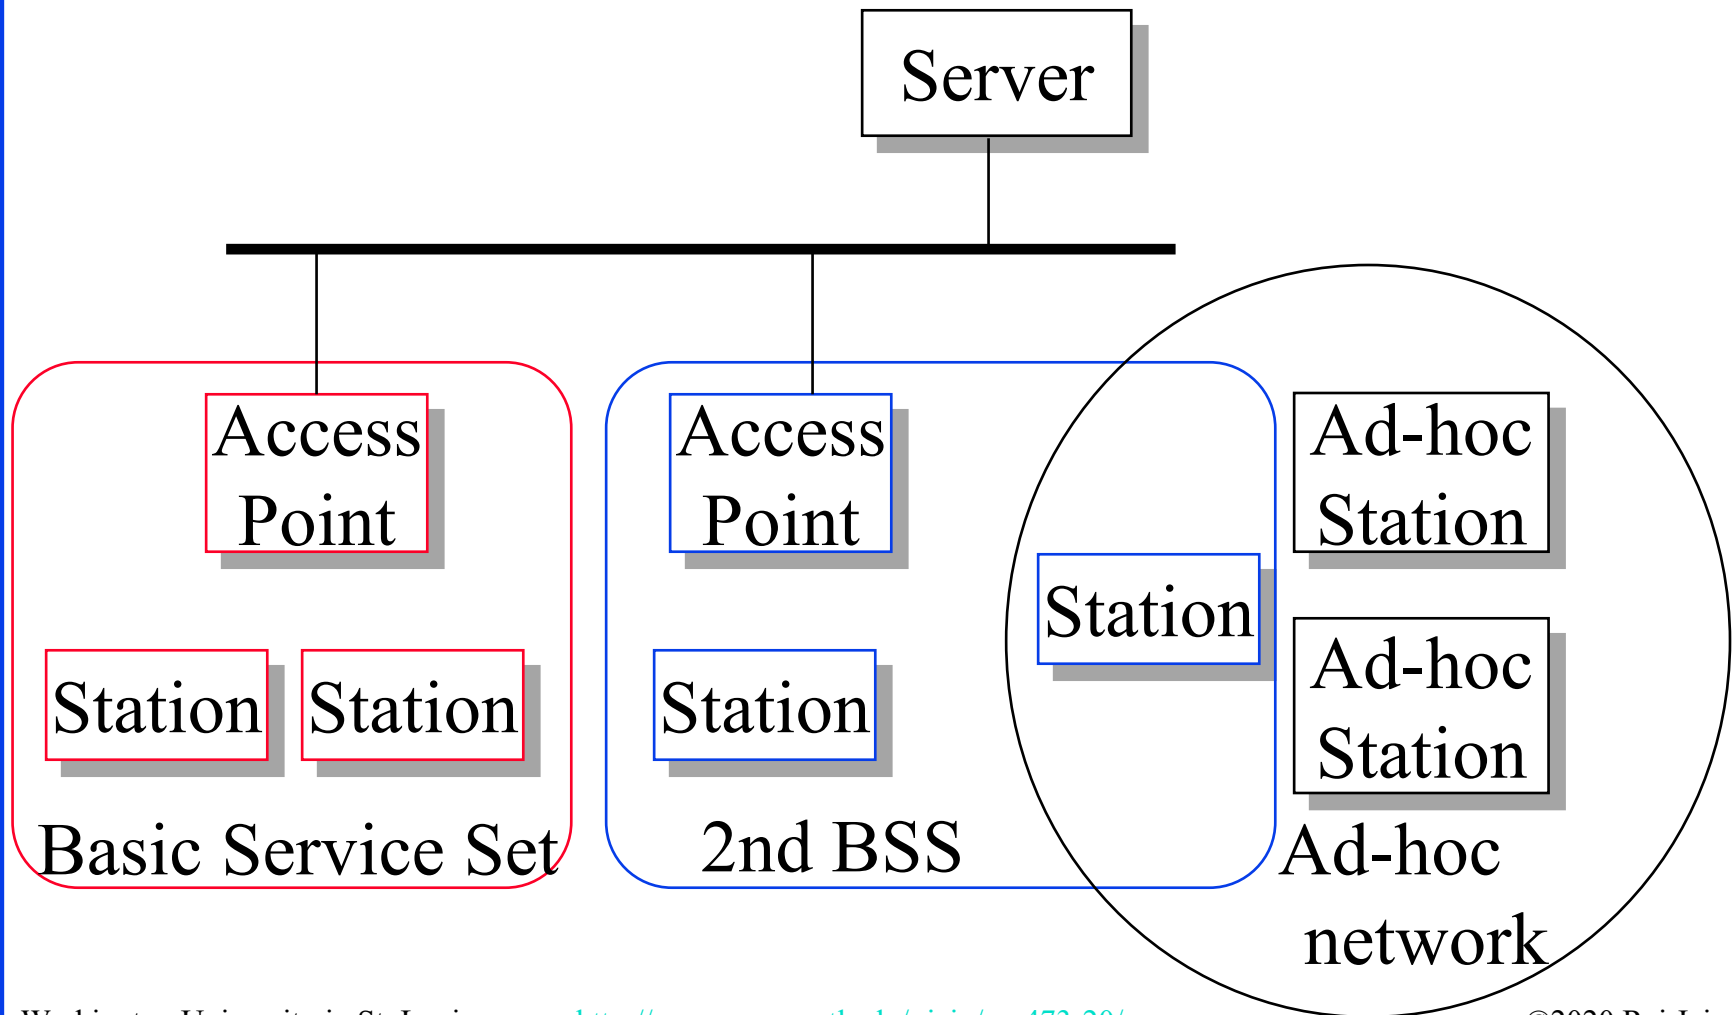 Server
Access
Point
Station
Station
Basic Service Set
Access
Point
Station
Station
2nd BSS
Ad-hoc
Station
Ad-hoc
Station
Ad-hoc
network
©2020